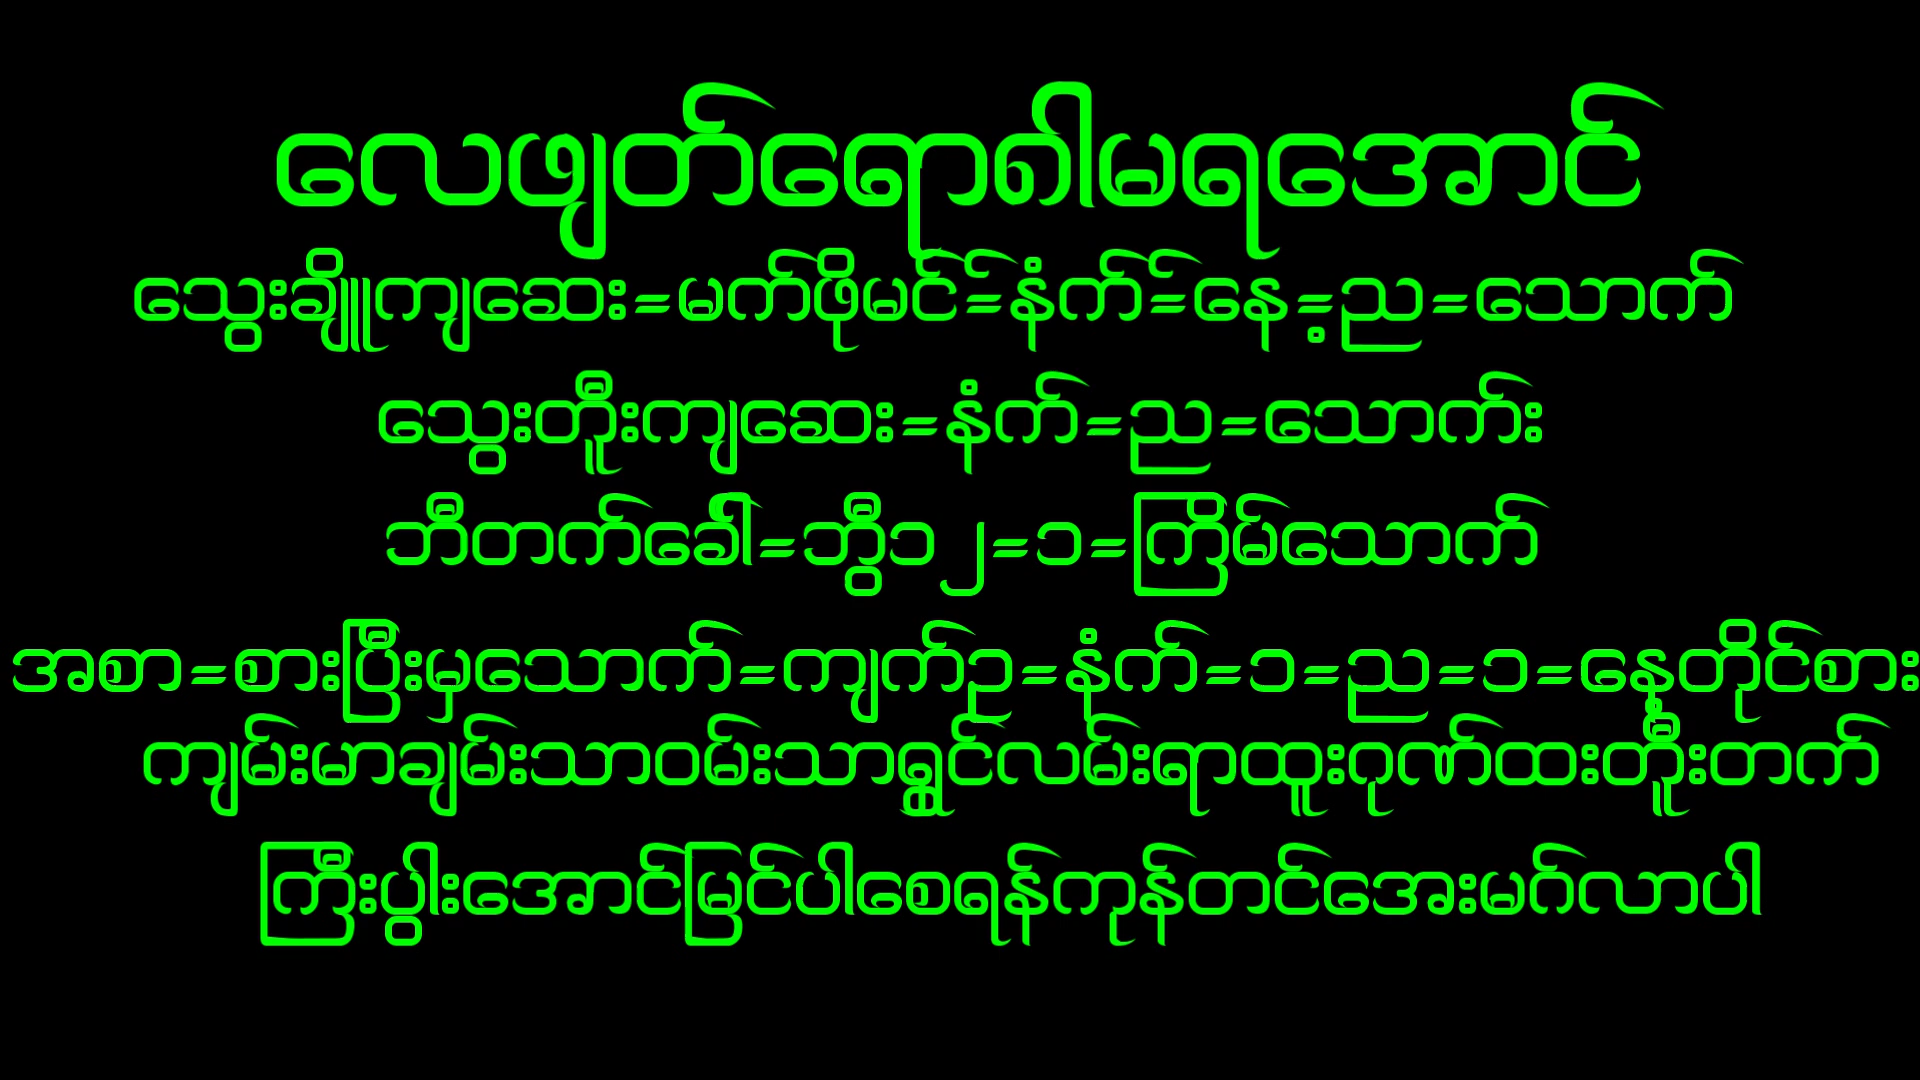 လေဖျတ်ရောဂါမရအောင်
သွေးချိူကျဆေး=မက်ဖိုမင်=်နံက်=်နေ=့ည=သောက်
သွေးတိူးကျဆေး=နံက်=ည=သောက်း
ဘီတက်ခေါ်=ဘွီ၁၂=၁=ကြိမ်သောက်
အစာ=စားပြီးမှသောက်=ကျက်ဥ=နံက်=၁=ည=၁=နေ့တိုင်စား
ကျမ်းမာချမ်းသာဝမ်းသာရွှင်လမ်းရာထူးဂုဏ်ထးတိူးတက်
ကြီးပွါးအောင်မြင်ပါစေရန်ကုန်တင်အေးမဂ်လာပါ